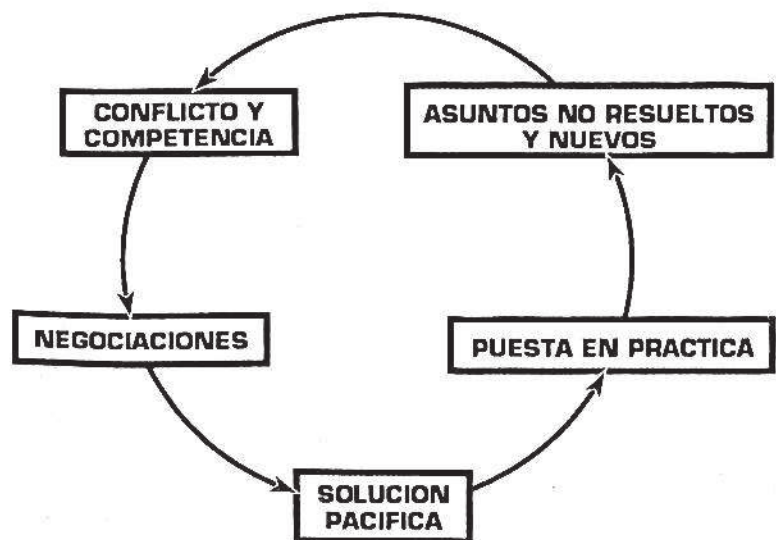 CONFLICTO Y
COMPETENCIA
ASUNTOS NO RESUELTOS
Y NUEVOS
NEGOCIACIONES
PUESTA EN PRACTICA
SOLUCION
PACIFICA